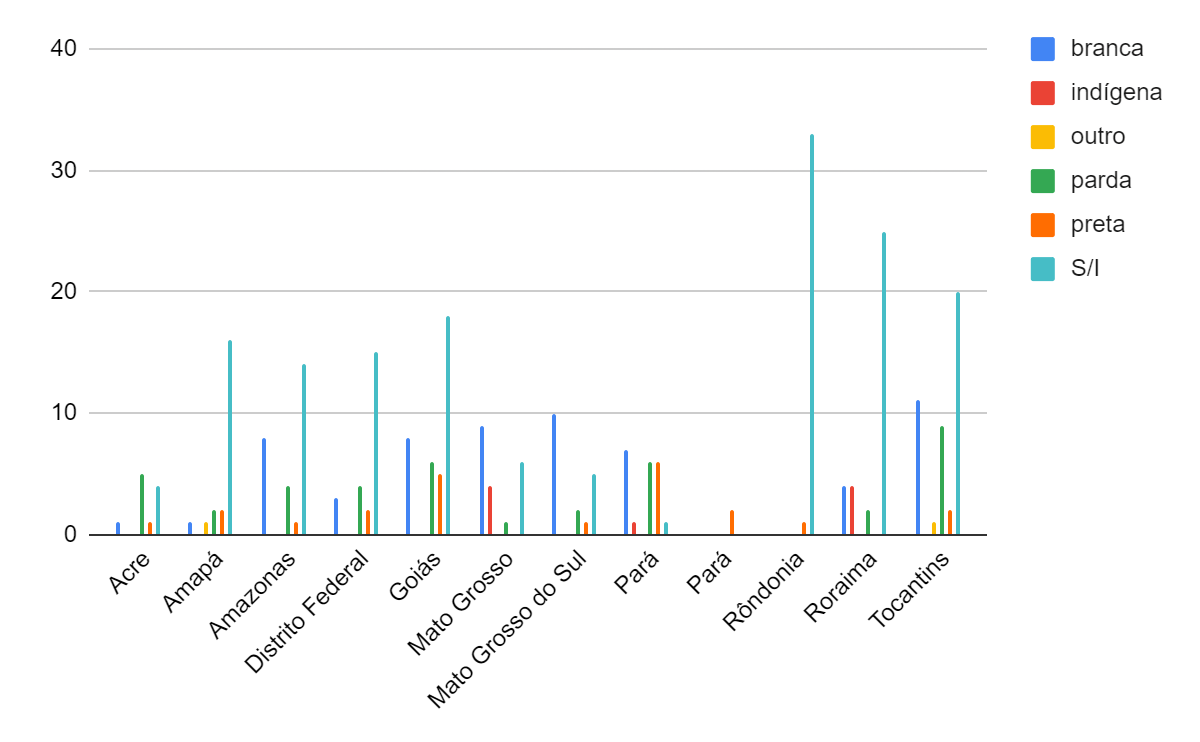 40
30
20
10
0
branca
indígena
outro
parda
preta
S/I
Acre
Amapá
Amazonas
Distrito Federal
Goiás
Mato Grosso
Mato Grosso do Sul
Pará
Pará
Rôndonia
Roraima
Tocantins